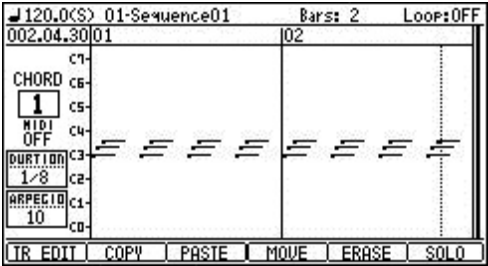 ♩120.0(S) 01-Sequence01 Bars: 2 Loop:OFF
002.04.30 01 02
C7
CHORD C6
1 C5
MIDI C4
OFF
DURTION C3
1/8 C2
ARPEGIO C1
10 C0
TR EDIT COPY PASTE MOVE ERASE SOLO